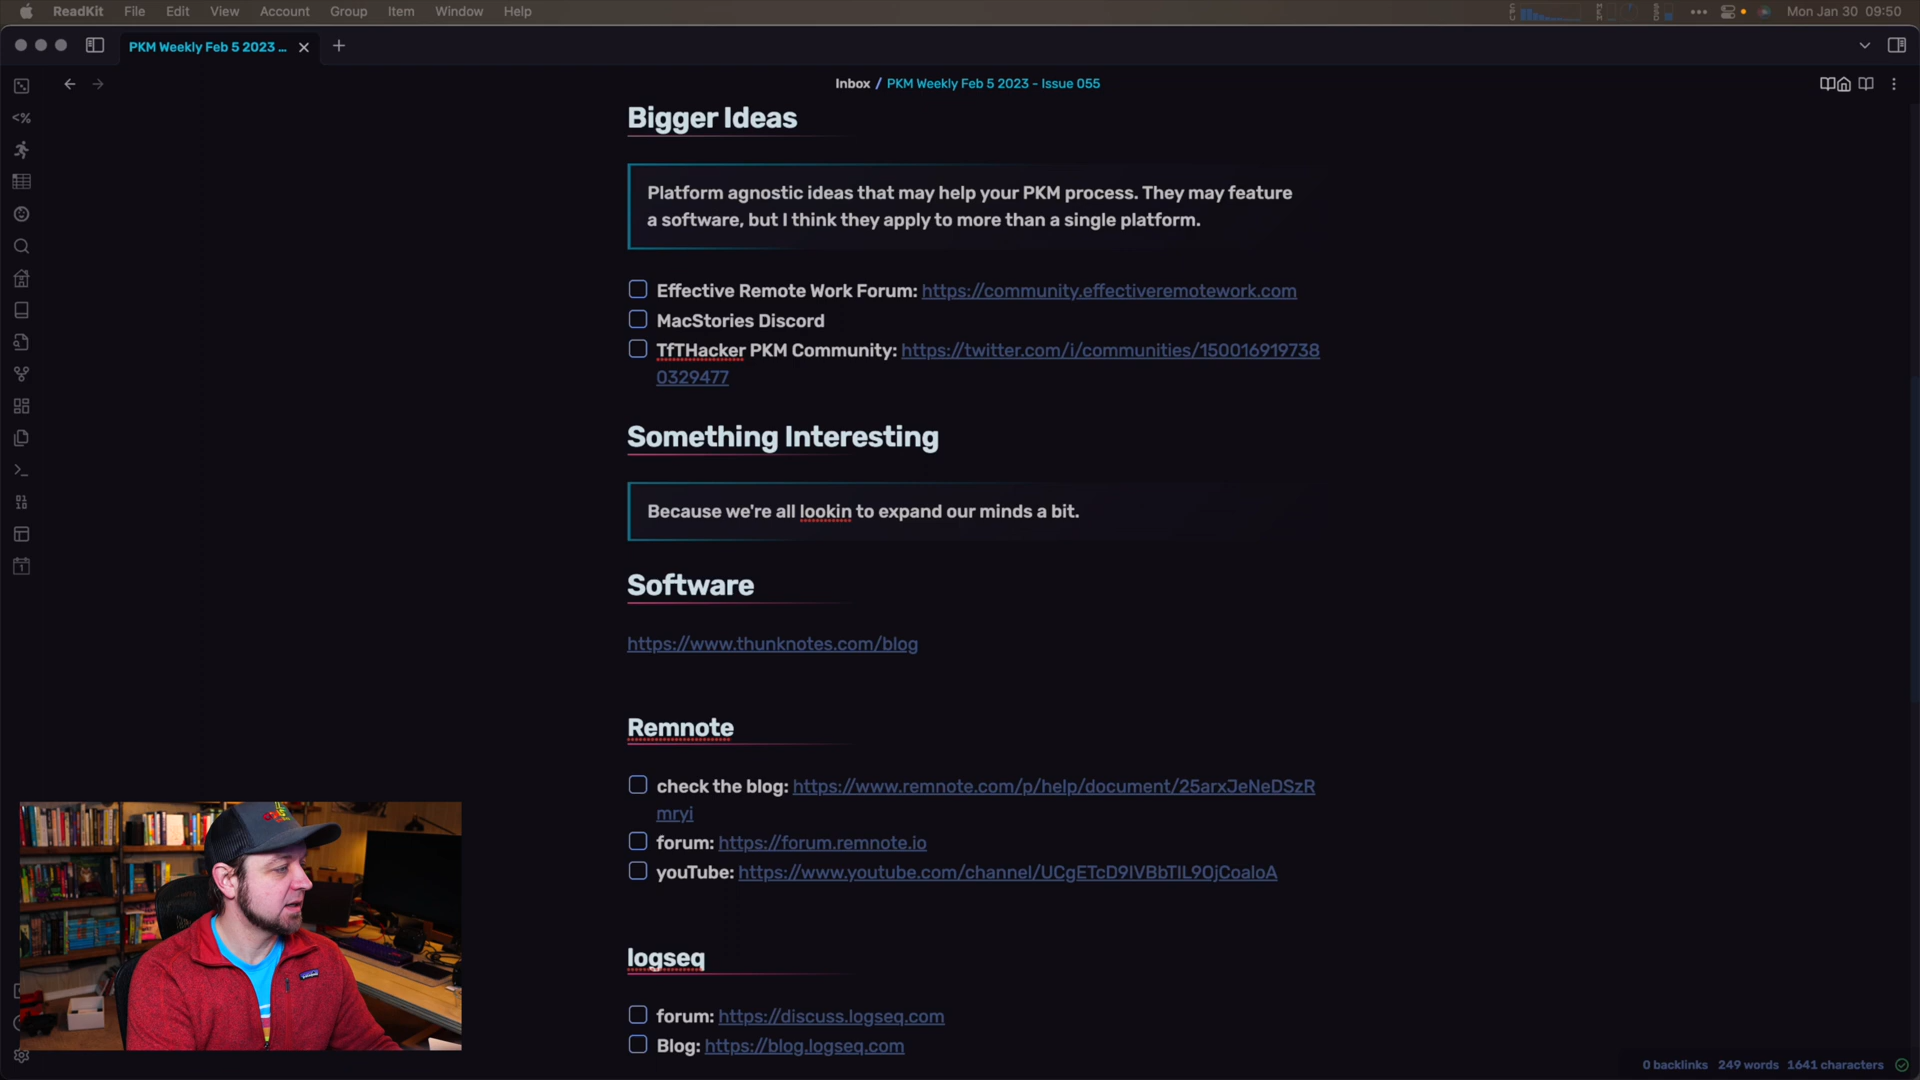 ReadKit File Edit View Account Group Item Window Help
Mon Jan 30 09:50
PKM Weekly Feb 5 2023 ...
Inbox / PKM Weekly Feb 5 2023 - Issue 055
Bigger Ideas
Platform agnostic ideas that may help your PKM process. They may feature
a software, but I think they apply to more than a single platform.
Effective Remote Work Forum: https://community.effectiveremotework.com
MacStories Discord
TfTHacker PKM Community: https://twitter.com/i/communities/150016919738
0329477
Something Interesting
Because we're all lookin to expand our minds a bit.
Software
https://www.thunknotes.com/blog
Remnote
check the blog: https://www.remnote.com/p/help/document/25arxJeNeDSzR
mryi
forum: https://forum.remnote.io
youTube: https://www.youtube.com/channel/UCgETcD9IVBbTIL9OjCoaloA
logseq
forum: https://discuss.logseq.com
Blog: https://blog.logseq.com
0 backlinks 249 words 1641 characters